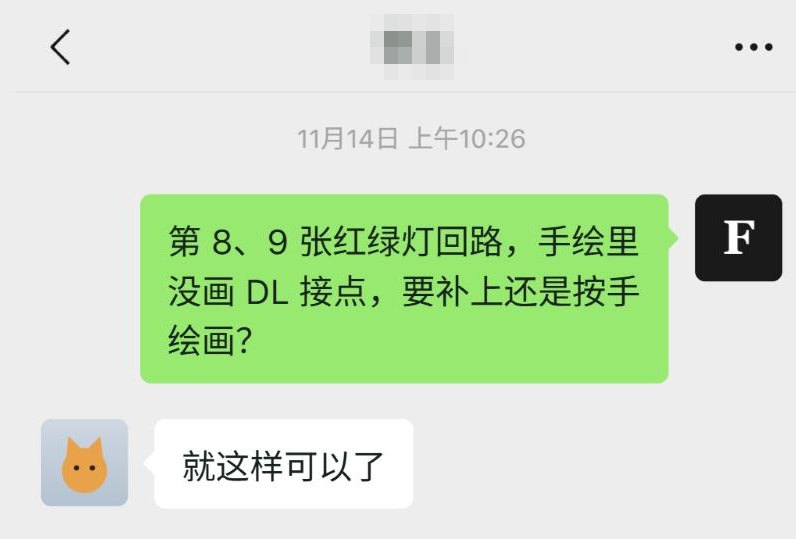 11月14日 上午10:26
第 8、9 张红绿灯回路，手绘里
没画 DL 接点，要补上还是按手
绘画？
F
就这样可以了